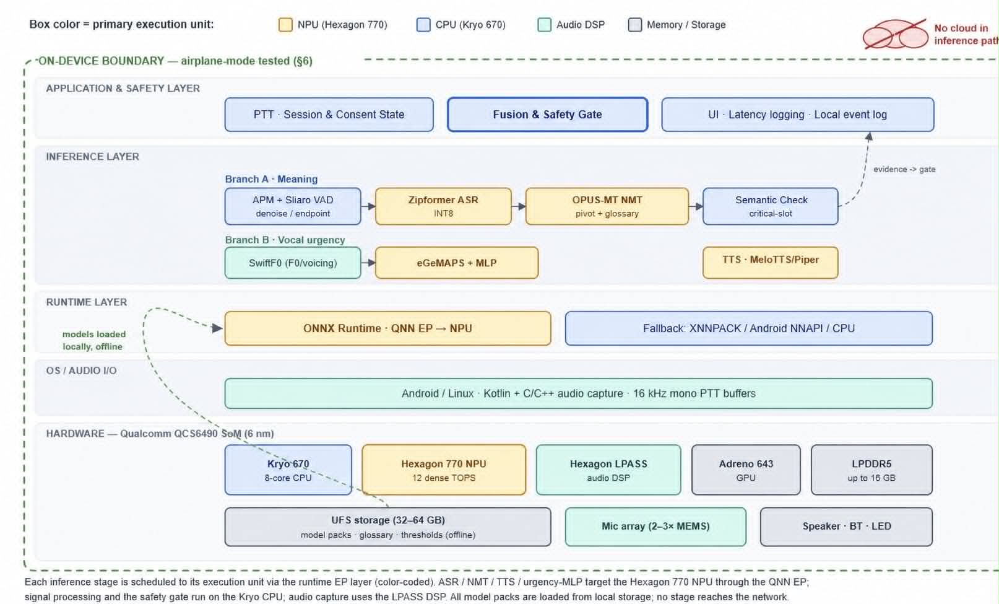 Box color = primary execution unit:
NPU (Hexagon 770)
CPU (Kryo 670)
Audio DSP
Memory / Storage
No cloud in
inference path
ON-DEVICE BOUNDARY — airplane-mode tested (§6)
APPLICATION & SAFETY LAYER
PTT · Session & Consent State
Fusion & Safety Gate
UI · Latency logging · Local event log
INFERENCE LAYER
evidence -> gate
Branch A · Meaning
APM + Sliaro VAD
denoise / endpoint
Zipformer ASR
INT8
OPUS-MT NMT
pivot + glossary
Semantic Check
critical-slot
Branch B · Vocal urgency
SwiftF0 (F0/voicing)
eGeMAPS + MLP
TTS · MeloTTS/Piper
RUNTIME LAYER
models loaded
locally, offline
ONNX Runtime · QNN EP → NPU
Fallback: XNNPACK / Android NNAPI / CPU
OS / AUDIO I/O
Android / Linux · Kotlin + C/C++ audio capture · 16 kHz mono PTT buffers
HARDWARE — Qualcomm QCS6490 SoM (6 nm)
Kryo 670
8-core CPU
Hexagon 770 NPU
12 dense TOPS
Hexagon LPASS
audio DSP
Adreno 643
GPU
LPDDR5
up to 16 GB
UFS storage (32–64 GB)
model packs · glossary · thresholds (offline)
Mic array (2–3× MEMS)
Speaker · BT · LED
Each inference stage is scheduled to its execution unit via the runtime EP layer (color-coded). ASR / NMT / TTS / urgency-MLP target the Hexagon 770 NPU through the QNN EP;
signal processing and the safety gate run on the Kryo CPU; audio capture uses the LPASS DSP. All model packs are loaded from local storage; no stage reaches the network.